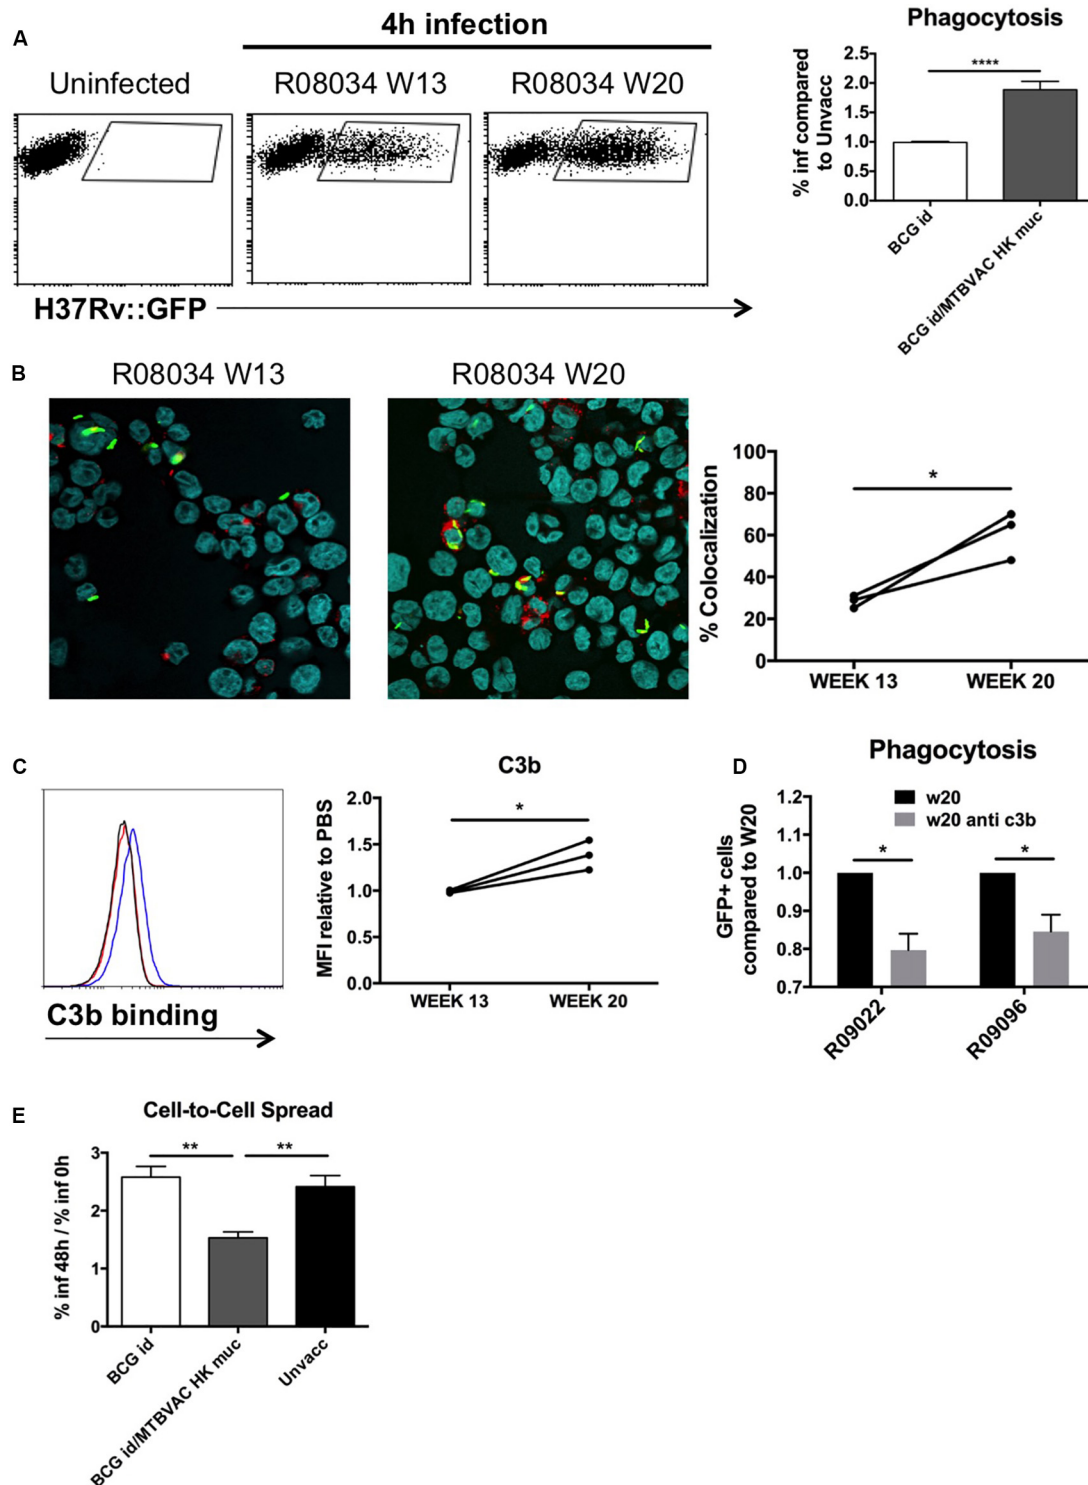 A
4h infection
Uninfected
R08034 W13
R08034 W20
H37Rv::GFP
Phagocytosis
% inf compared
to Unvacc
2.5
2.0
1.5
1.0
0.5
0.0
****
BCG id
BCG id/MTBVAC HK muc
B
R08034 W13
R08034 W20
% Colocalization
100
80
60
40
20
0
*
WEEK 13
WEEK 20
C
C3b binding
C3b
MFI relative to PBS
2.0
1.5
1.0
0.5
0.0
*
WEEK 13
WEEK 20
D
Phagocytosis
w20
w20 anti c3b
GFP+ cells
compared to W20
1.2
1.1
1.0
0.9
0.8
0.7
*
*
R09022
R09096
E
Cell-to-Cell Spread
% inf 48h / % inf 0h
3
2
1
0
**
**
BCG id
BCG id/MTBVAC HK muc
Unvacc